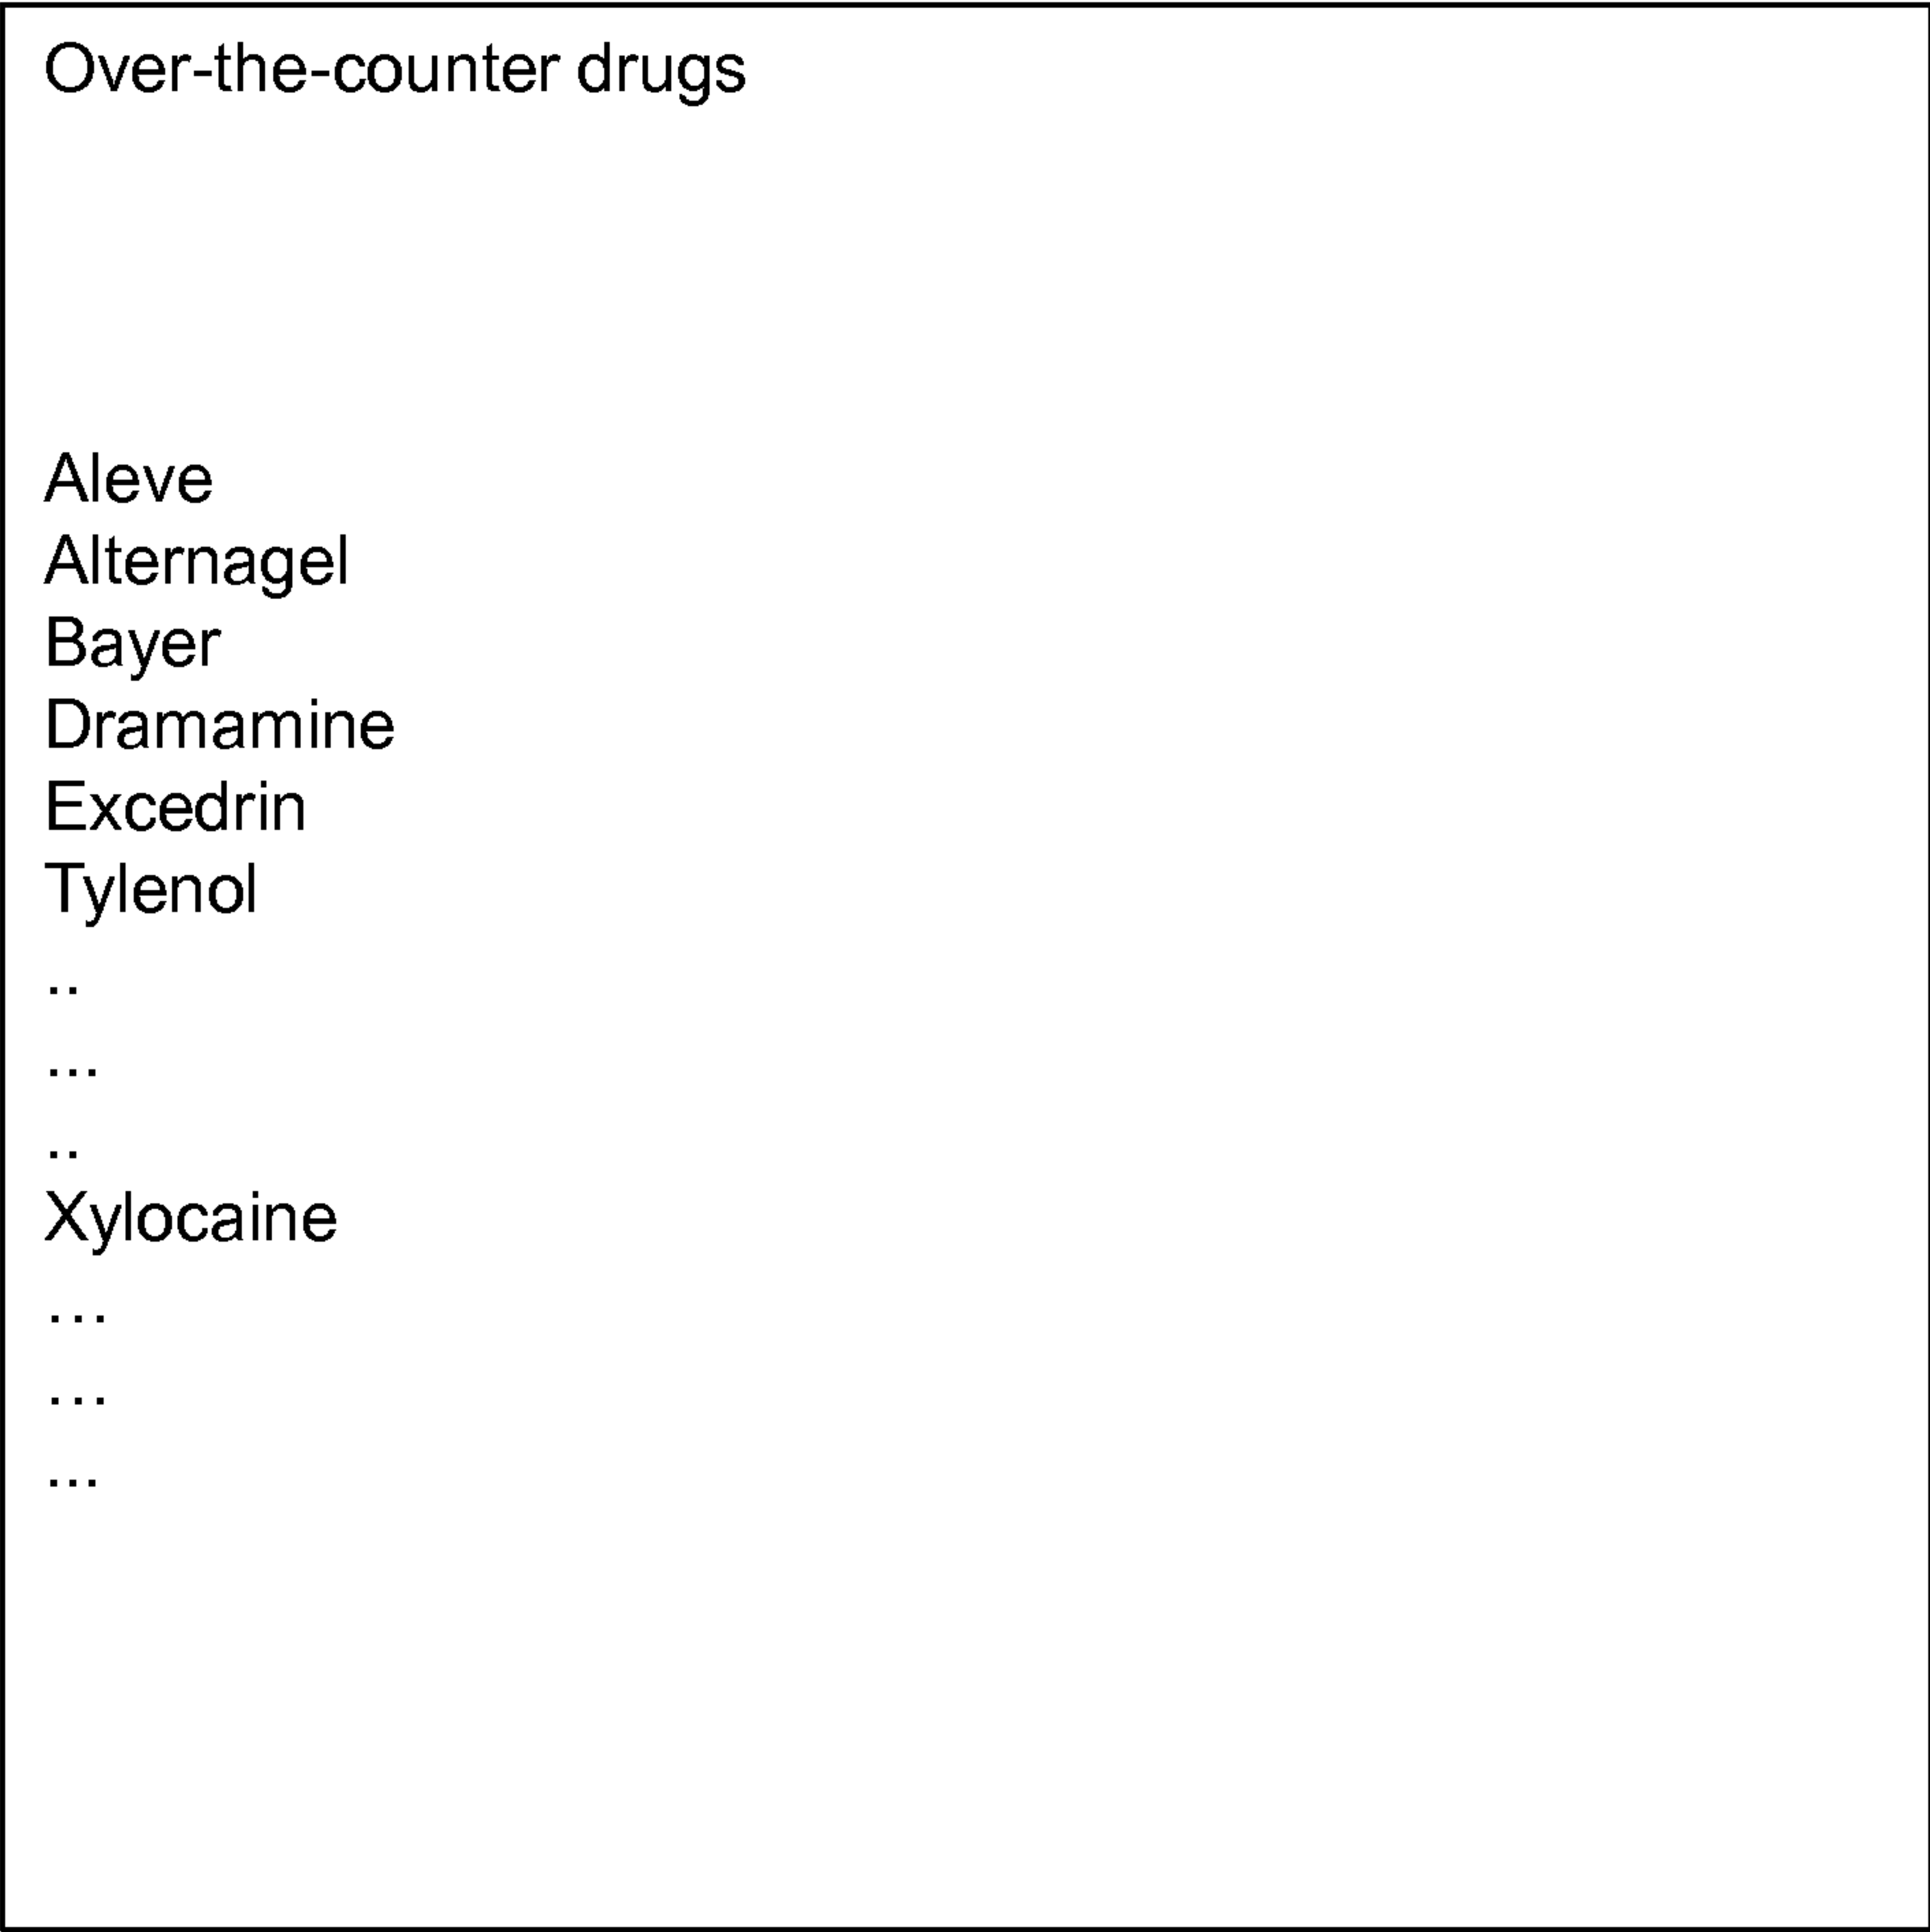 Over-the-counter drugs
Aleve
Alternagel
Bayer
Dramamine
Excedrin
Tylenol
..
...
..
Xylocaine
…
…
...